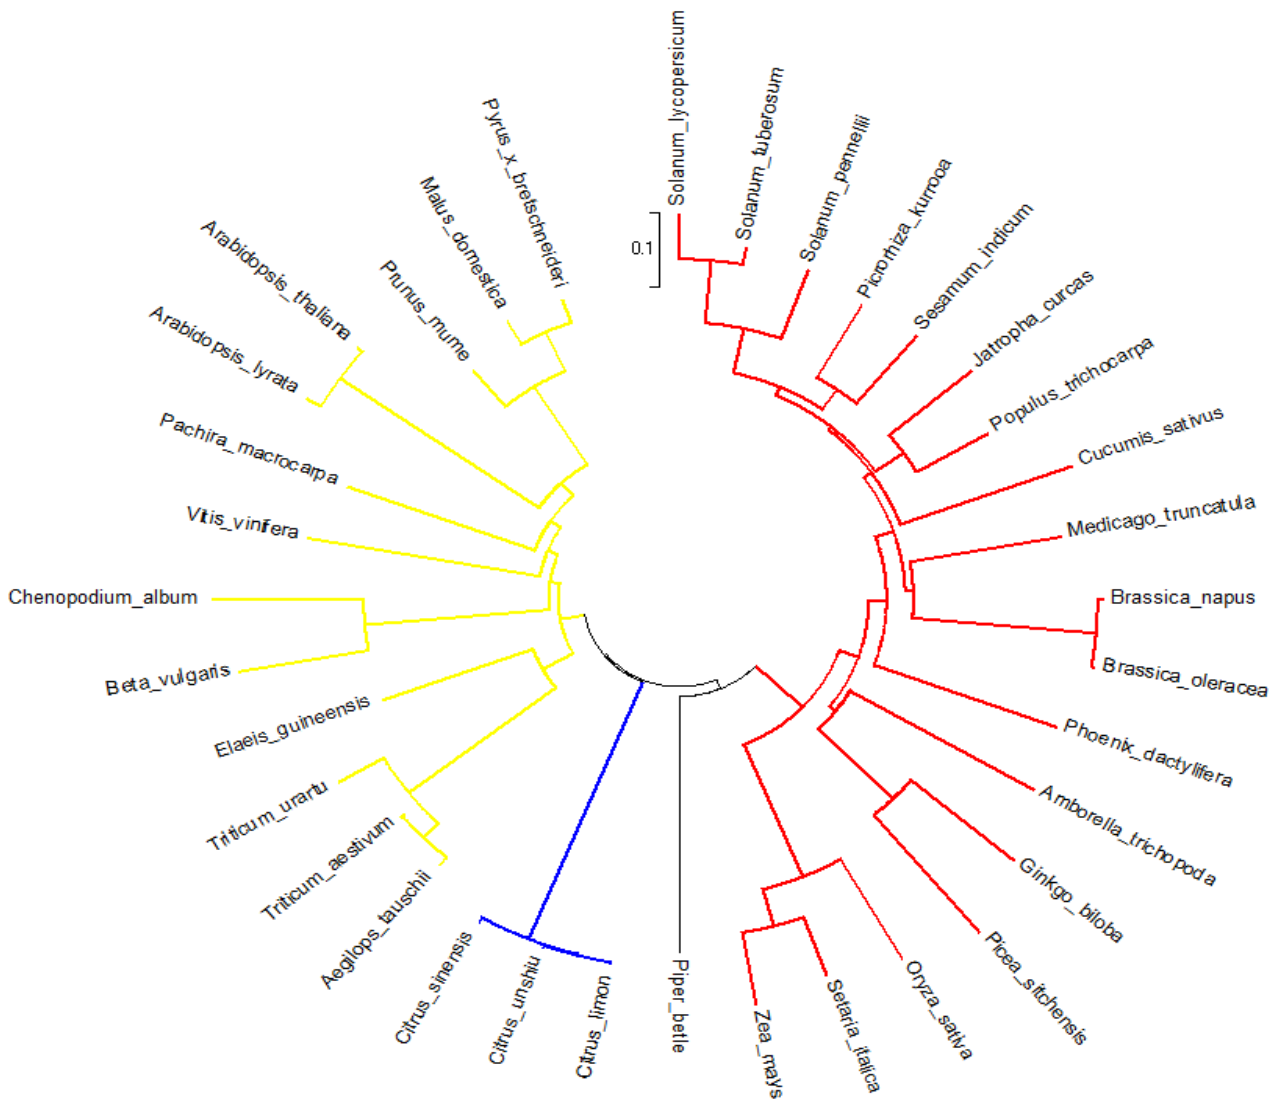 Solanum_lycopersicum
Solanum_tuberosum
Solanum_pennellii
Picrorhiza_kurrooa
Sesamum_indicum
Jatropha_curcas
Populus_trichocarpa
Cucumis_sativus
Medicago_truncatula
Brassica_napus
Brassica_oleracea
Phoenix_dactylifera
Amborella_trichopoda
Ginkgo_biloba
Picea_sitchensis
Oryza_sativa
Setaria_italica
Zea_mays
Piper_betle
Citrus_limon
Citrus_unshiu
Citrus_sinensis
Aegilops_tauschii
Triticum_aestivum
Triticum_urartu
Elaeis_guineensis
Beta_vulgaris
Chenopodium_album
Vitis_vinifera
Pachira_macrocarpa
Arabidopsis_lyrata
Arabidopsis_thaliana
Prunus_mume
Malus_domestica
Pyrus_x_bretschneideri
0.1